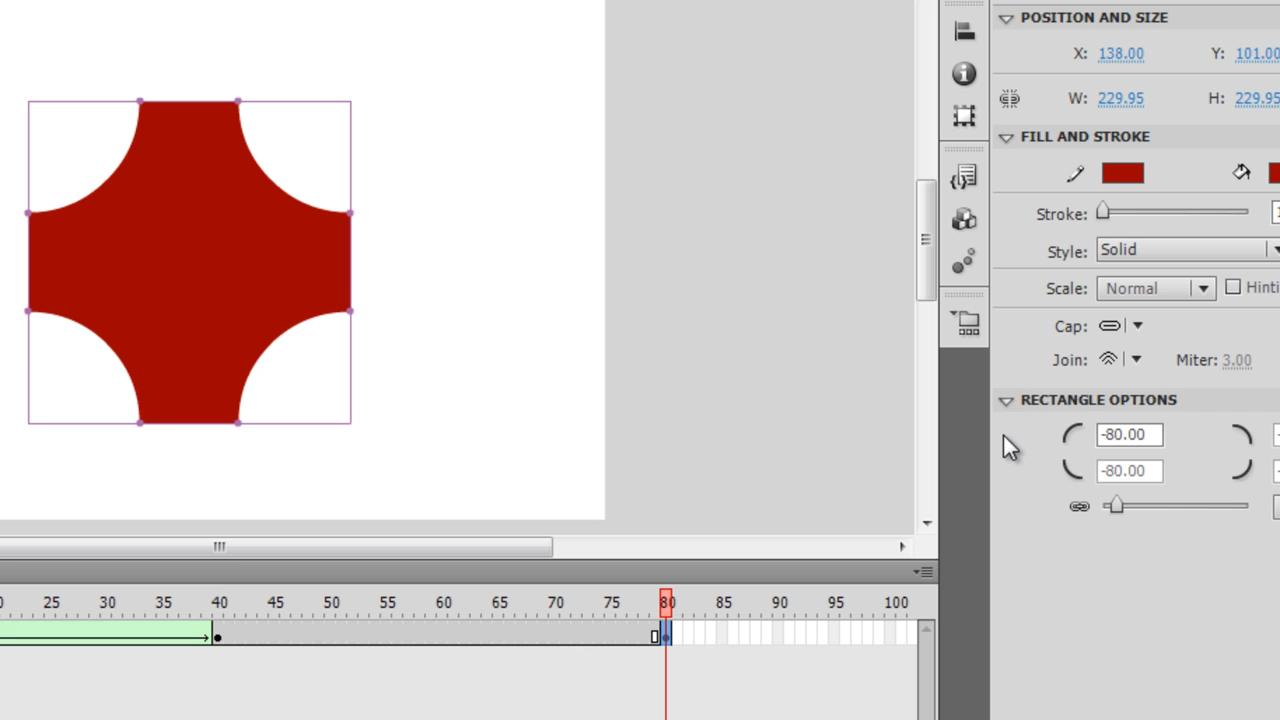 POSITION AND SIZE
X: 138.00 Y: 101.00
W: 229.95 H: 229.95
FILL AND STROKE
Stroke:
Style: Solid
Scale: Normal Hinti
Cap:
Join: Miter: 3.00
RECTANGLE OPTIONS
-80.00
-80.00
25 30 35 40 45 50 55 60 65 70 75 80 85 90 95 100